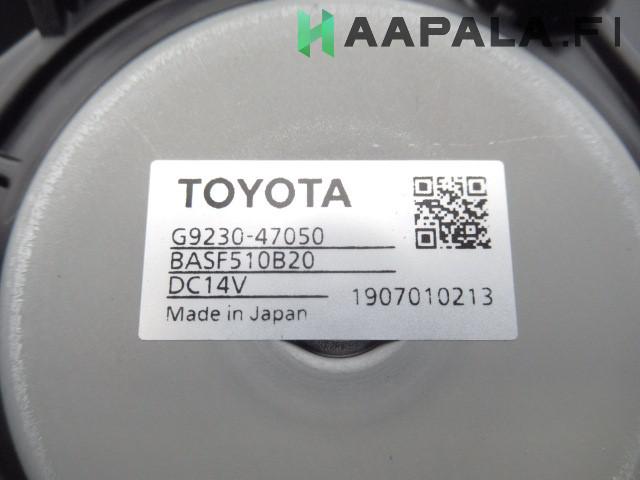 HAAPALA.FI
TOYOTA
G9230-47050
BASF510B20
DC14V
1907010213
Made in Japan